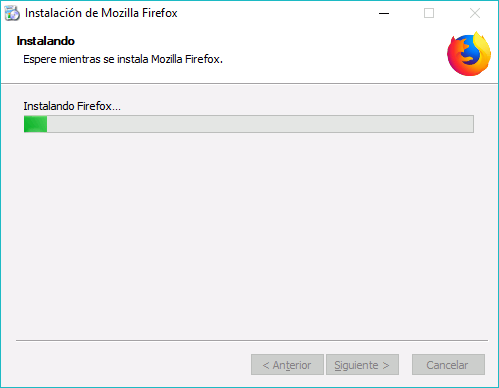 Instalación de Mozilla Firefox
Instalando
Espere mientras se instala Mozilla Firefox.
Instalando Firefox...
< Anterior
Siguiente >
Cancelar